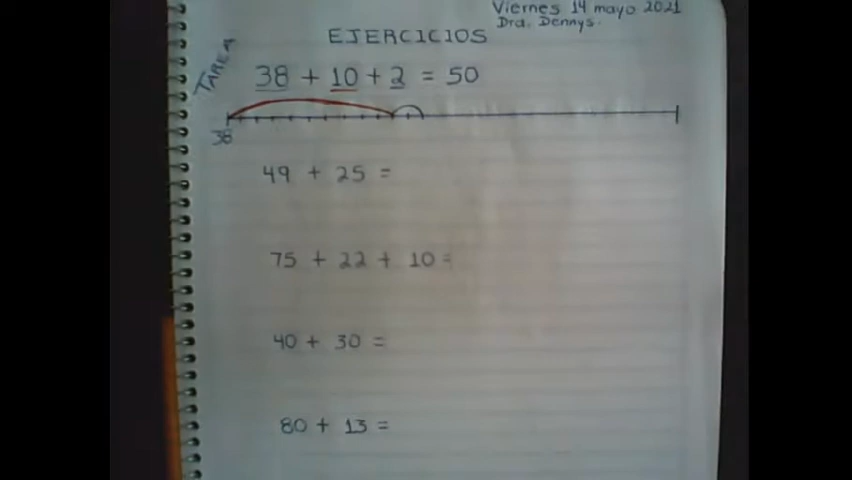 Viernes 14 mayo 2021
Dra. Dennys.
EJERCICIOS
TAREA
38 + 10 + 2 = 50
38
49 + 25 =
75 + 22 + 10 =
40 + 30 =
80 + 13 =